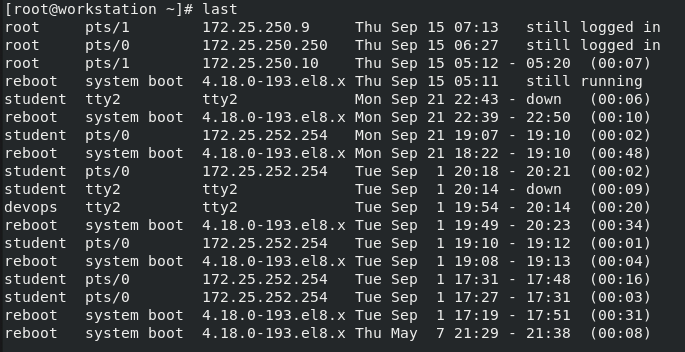 [root@workstation ~]# last
root     pts/1        172.25.250.9     Thu Sep 15 07:13   still logged in
root     pts/0        172.25.250.250   Thu Sep 15 06:27   still logged in
root     pts/1        172.25.250.10    Thu Sep 15 05:12 - 05:20  (00:07)
reboot   system boot  4.18.0-193.el8.x Thu Sep 15 05:11   still running
student  tty2         tty2             Mon Sep 21 22:43 - down   (00:06)
reboot   system boot  4.18.0-193.el8.x Mon Sep 21 22:39 - 22:50  (00:10)
student  pts/0        172.25.252.254   Mon Sep 21 19:07 - 19:10  (00:02)
reboot   system boot  4.18.0-193.el8.x Mon Sep 21 18:22 - 19:10  (00:48)
student  pts/0        172.25.252.254   Tue Sep  1 20:18 - 20:21  (00:02)
student  tty2         tty2             Tue Sep  1 20:14 - down   (00:09)
devops   tty2         tty2             Tue Sep  1 19:54 - 20:14  (00:20)
reboot   system boot  4.18.0-193.el8.x Tue Sep  1 19:49 - 20:23  (00:34)
student  pts/0        172.25.252.254   Tue Sep  1 19:10 - 19:12  (00:01)
reboot   system boot  4.18.0-193.el8.x Tue Sep  1 19:08 - 19:13  (00:04)
student  pts/0        172.25.252.254   Tue Sep  1 17:31 - 17:48  (00:16)
student  pts/0        172.25.252.254   Tue Sep  1 17:27 - 17:31  (00:03)
reboot   system boot  4.18.0-193.el8.x Tue Sep  1 17:19 - 17:51  (00:31)
reboot   system boot  4.18.0-193.el8.x Thu May  7 21:29 - 21:38  (00:08)